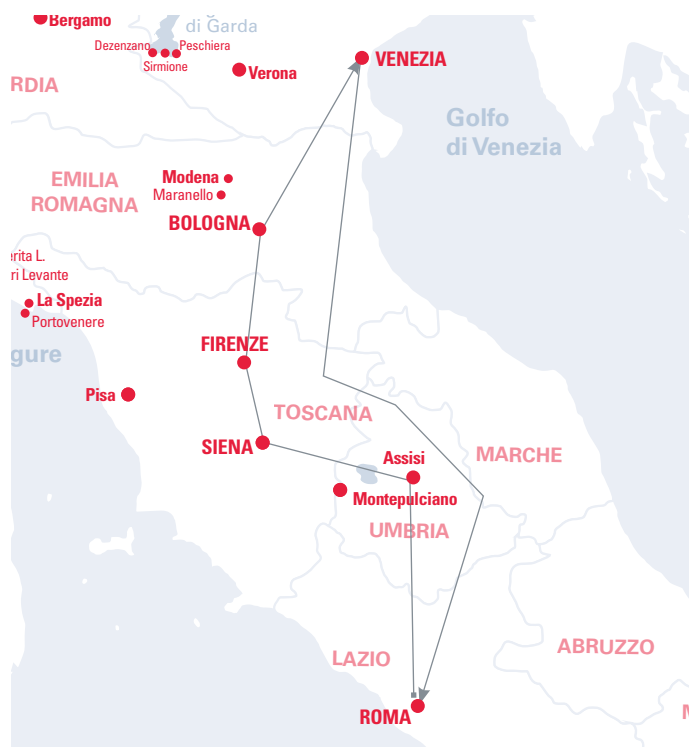 Bergamo
di Garda
Dezenzano
Peschiera
Sirmione
Verona
VENEZIA
RDIA
Golfo
di Venezia
EMILIA
ROMAGNA
Modena
Maranello
BOLOGNA
rita L.
ri Levante
La Spezia
Portovenere
gure
FIRENZE
Pisa
TOSCANA
SIENA
MARCHE
Assisi
Montepulciano
UMBRIA
LAZIO
ABRUZZO
ROMA
M